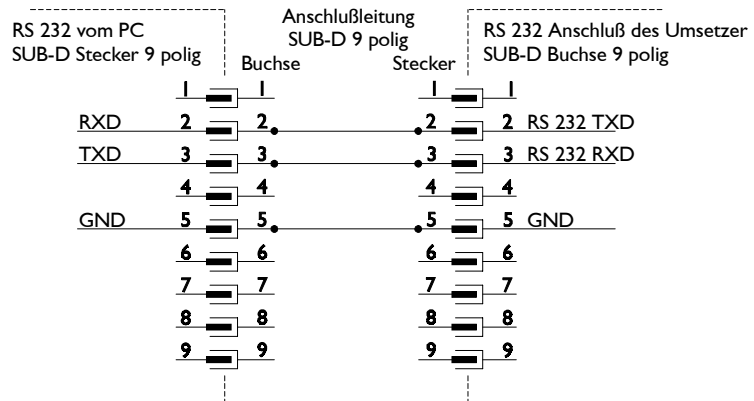 RS 232 vom PC
SUB-D Stecker 9 polig
Anschlußleitung
SUB-D 9 polig
RS 232 Anschluß des Umsetzer
SUB-D Buchse 9 polig
Buchse
Stecker
1 1 1 1
RXD 2 2 2 2 RS 232 TXD
TXD 3 3 3 3 RS 232 RXD
4 4 4 4
GND 5 5 5 5 GND
6 6 6 6
7 7 7 7
8 8 8 8
9 9 9 9